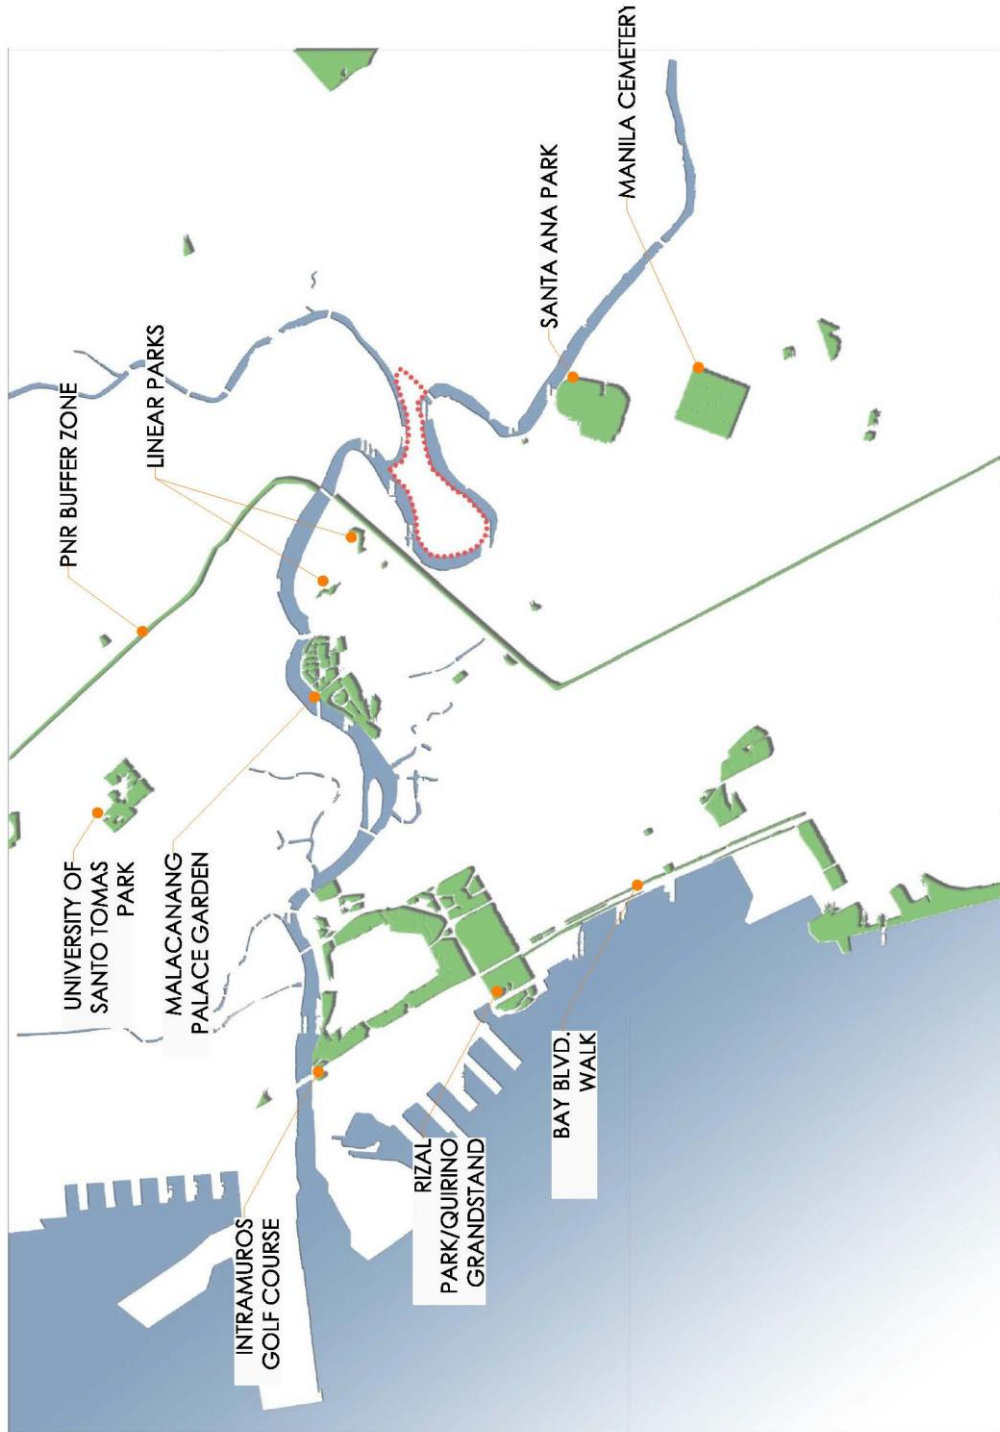 PNR BUFFER ZONE
LINEAR PARKS
SANTA ANA PARK
MANILA CEMETERY
UNIVERSITY OF
SANTO TOMAS
PARK
MALACANANG
PALACE GARDEN
INTRAMUROS
GOLF COURSE
RIZAL
PARK/QUIRINO
GRANDSTAND
BAY BLVD.
WALK